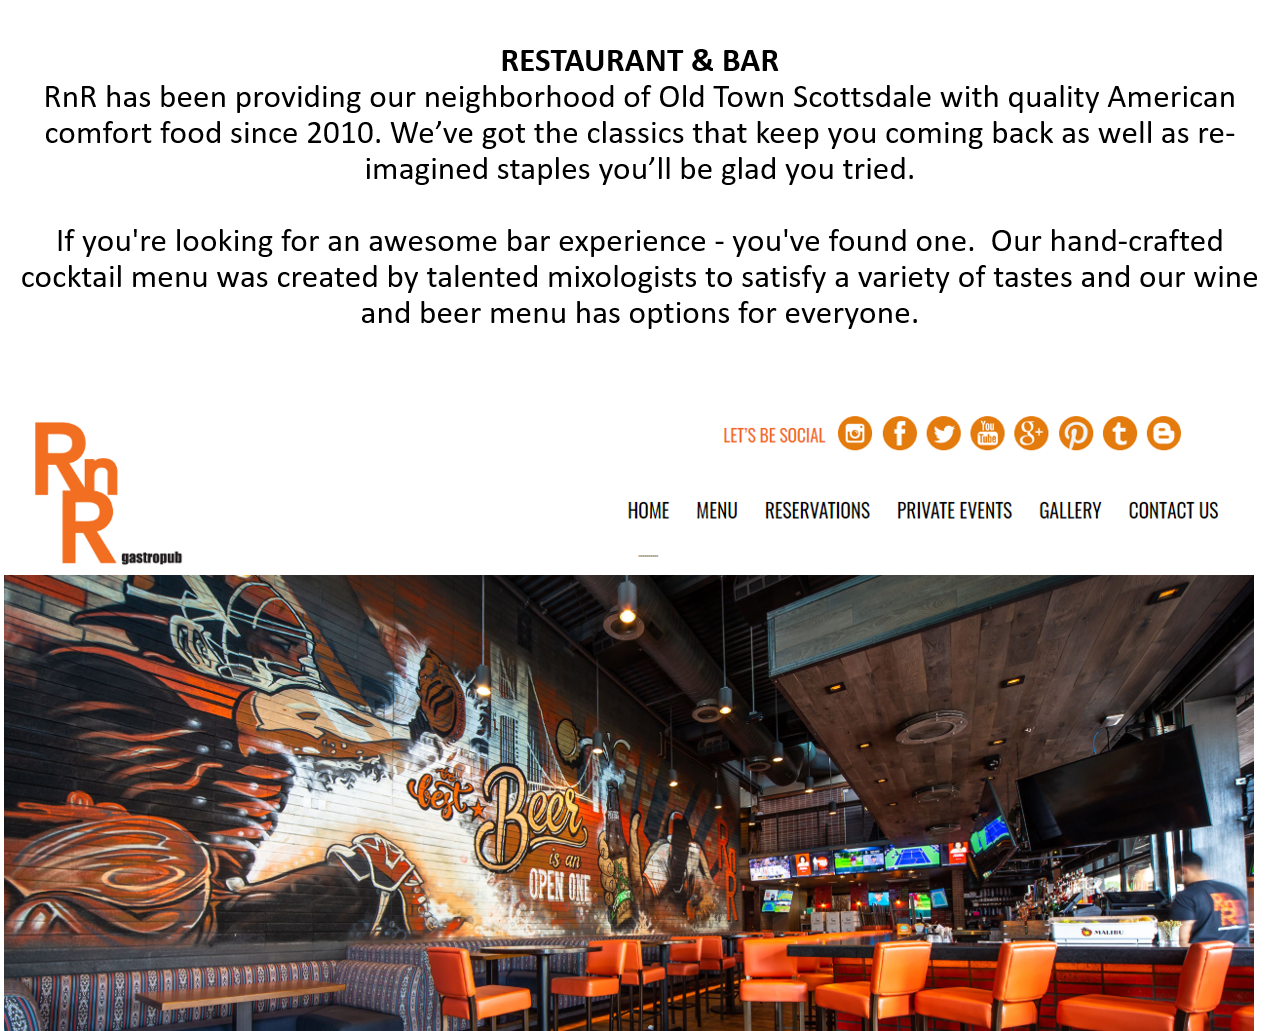 RESTAURANT & BAR
RnR has been providing our neighborhood of Old Town Scottsdale with quality American
comfort food since 2010. We’ve got the classics that keep you coming back as well as re-
imagined staples you’ll be glad you tried.
If you're looking for an awesome bar experience - you've found one.  Our hand-crafted
cocktail menu was created by talented mixologists to satisfy a variety of tastes and our wine
and beer menu has options for everyone.
LET'S BE SOCIAL
You
Tube
g+
RnR
gastropub
HOME MENU RESERVATIONS PRIVATE EVENTS GALLERY CONTACT US
the
best
Beer
is an
OPEN ONE
RnR
RnR
MALIBU